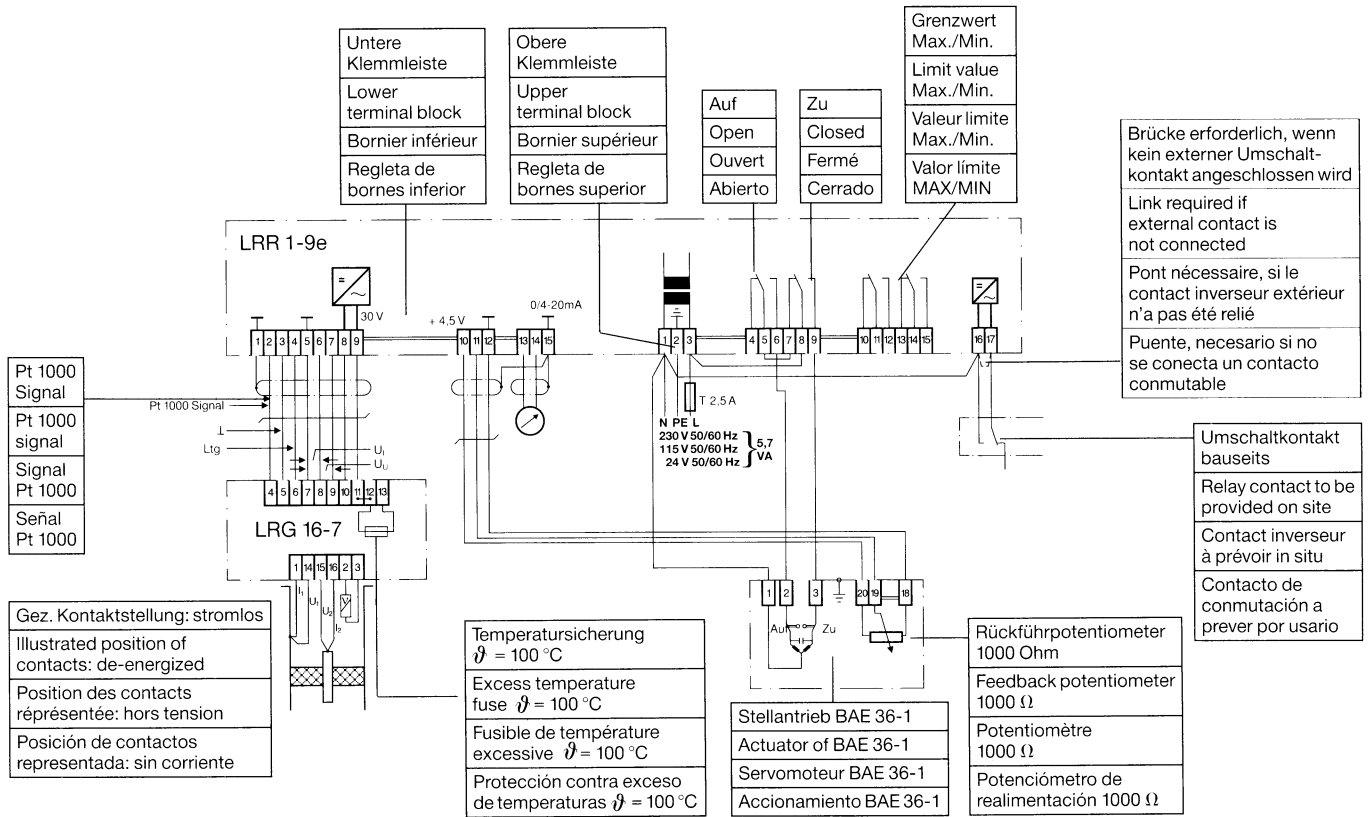 Untere
Klemmleiste
Lower
terminal block
Bornier inférieur
Regleta de
bornes inferior
Obere
Klemmleiste
Upper
terminal block
Bornier supérieur
Regleta de
bornes superior
Auf
Open
Ouvert
Abierto
Zu
Closed
Fermé
Cerrado
Grenzwert
Max./Min.
Limit value
Max./Min.
Valeur limite
Max./Min.
Valor límite
MAX/MIN
Brücke erforderlich, wenn
kein externer Umschalt-
kontakt angeschlossen wird
Link required if
external contact is
not connected
Pont nécessaire, si le
contact inverseur extérieur
n'a pas été relié
Puente, necesario si no
se conecta un contacto
conmutable
LRR 1-9e
30 V
+ 4,5 V
0/4-20mA
1 2 3 4 5 6 7 8 9
10 11 12
13 14 15
1 2 3
4 5 6 7 8 9
10 11 12 13 14 15
16 17
Pt 1000
Signal
Pt 1000
signal
Signal
Pt 1000
Señal
Pt 1000
Pt 1000 Signal
Ltg
U_I
U_U
T 2,5 A
N PE L
230 V 50/60 Hz
115 V 50/60 Hz
24 V 50/60 Hz
5,7
VA
Umschaltkontakt
bauseits
Relay contact to be
provided on site
Contact inverseur
à prévoir in situ
Contacto de
conmutación a
prever por usario
4 5 6 7 8 9 10 11 12 13
LRG 16-7
1 14 15 16 2 3
I₁
U₁
U₂
I₂
Gez. Kontaktstellung: stromlos
Illustrated position of
contacts: de-energized
Position des contacts
réprésentée: hors tension
Posición de contactos
representada: sin corriente
Temperatursicherung
ϑ = 100 °C
Excess temperature
fuse ϑ = 100 °C
Fusible de température
excessive ϑ = 100 °C
Protección contra exceso
de temperaturas ϑ = 100 °C
1 2 3
20 19 18
Auf
Zu
Stellantrieb BAE 36-1
Actuator of BAE 36-1
Servomoteur BAE 36-1
Accionamiento BAE 36-1
Rückführpotentiometer
1000 Ohm
Feedback potentiometer
1000 Ω
Potentiomètre
1000 Ω
Potenciómetro de
realimentación 1000 Ω